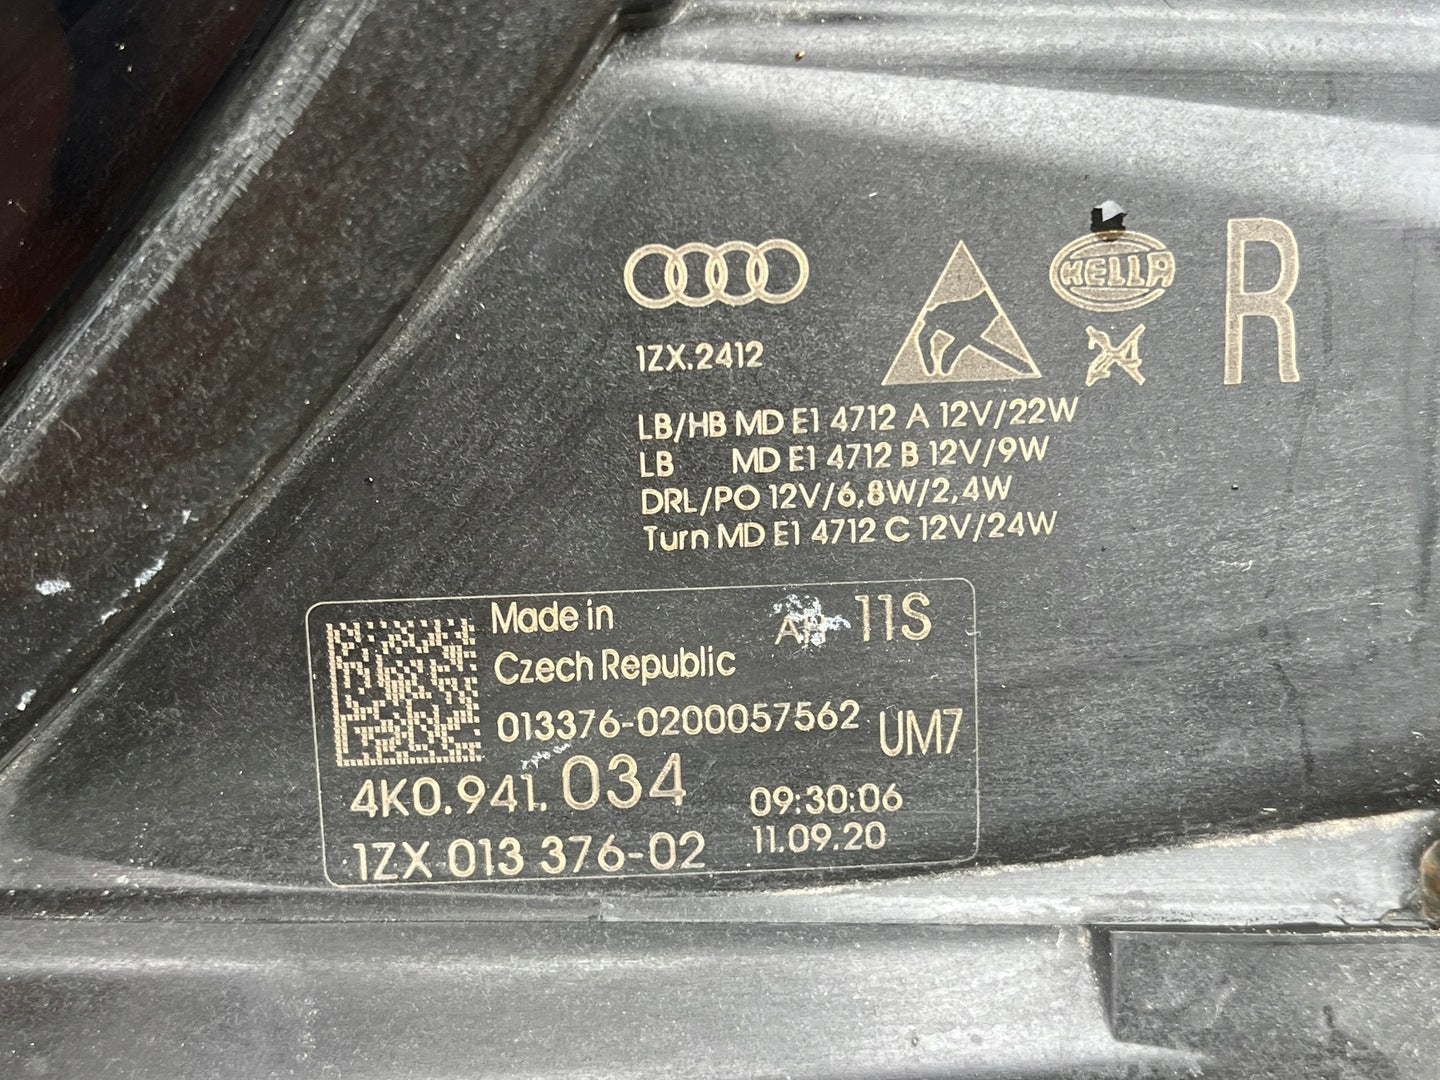 HELLA
R
1ZX.2412
24
LB/HB MD E1 4712 A 12V/22W
LB MD E1 4712 B 12V/9W
DRL/PO 12V/6,8W/2,4W
Turn MD E1 4712 C 12V/24W
Made in
11S
Czech Republic
013376-0200057562
UM7
4K0.941.034
09:30:06
1ZX 013 376-02
11.09.20